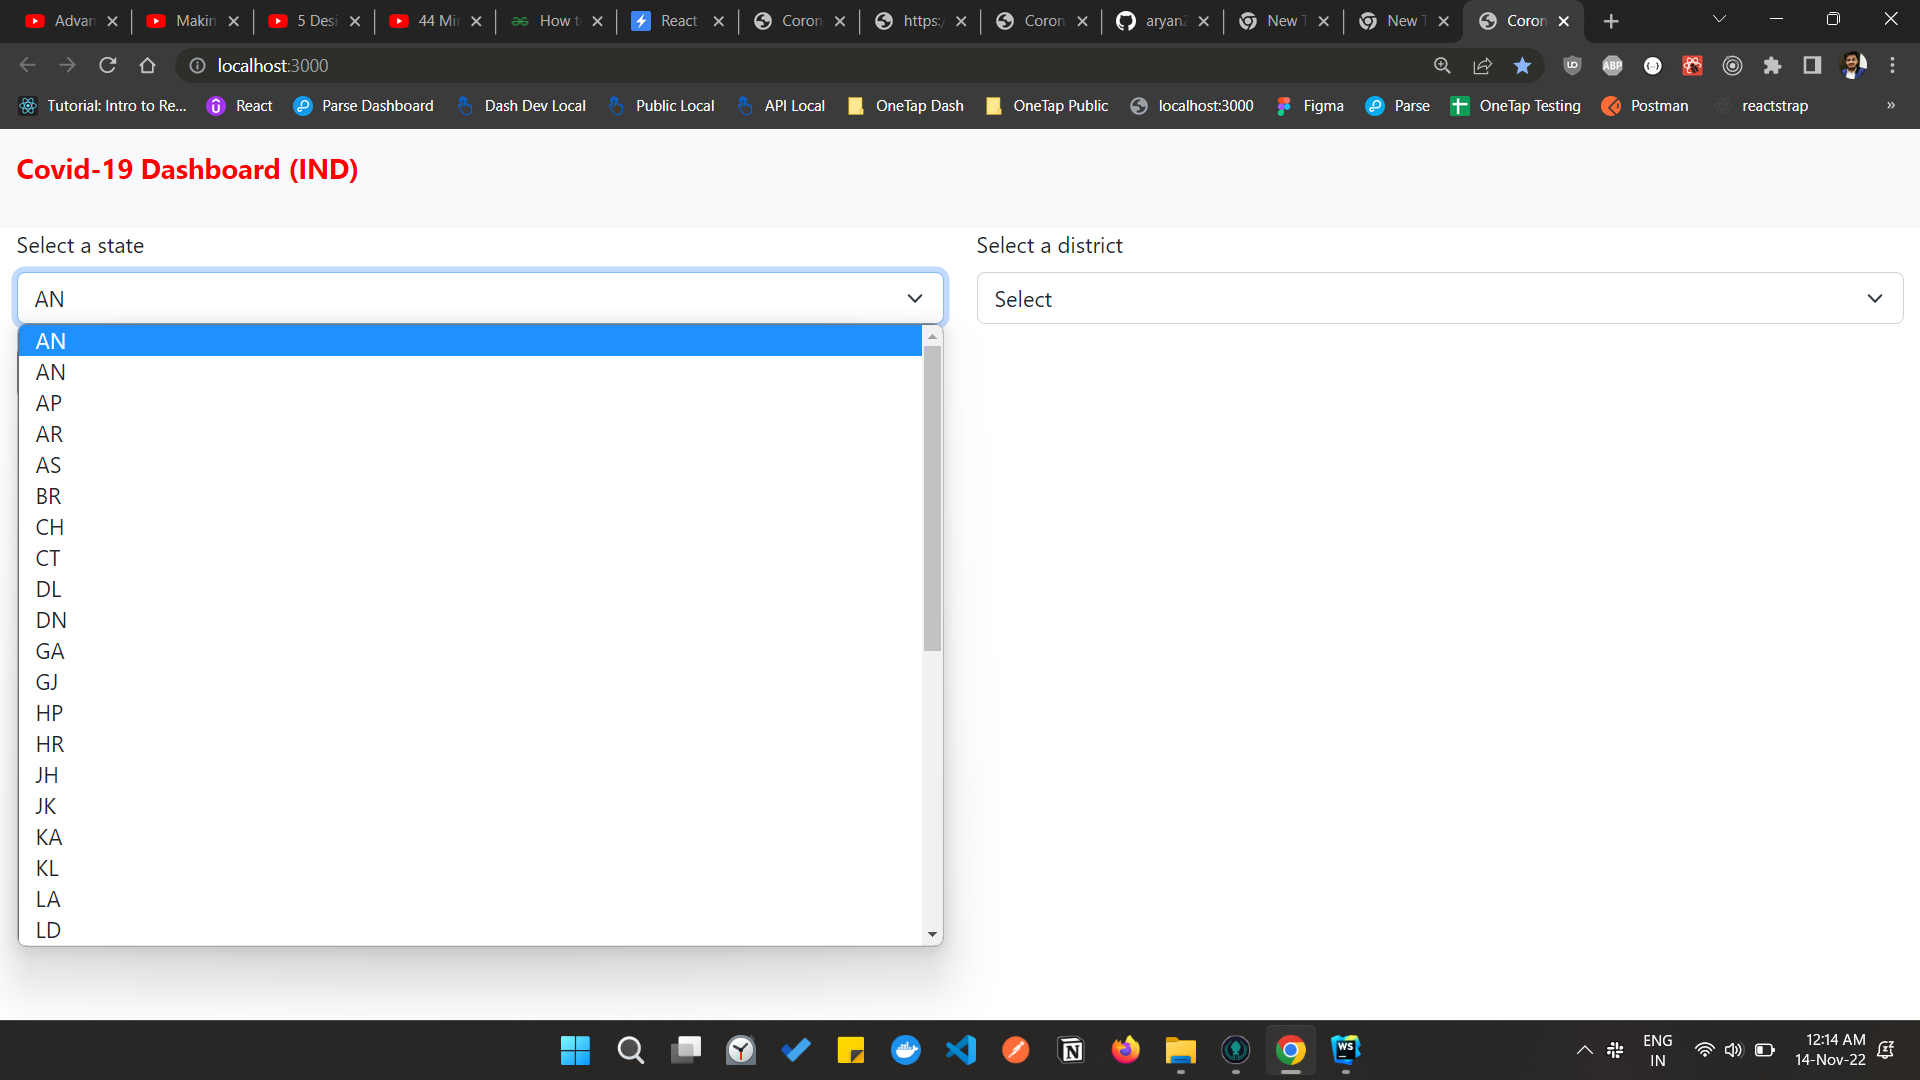 Advan
Makin
5 Desi
44 Mi
How t
React
Coron
https:/
Coron
aryan2
New T
New T
Coron
localhost:3000
Tutorial: Intro to Re...
React
Parse Dashboard
Dash Dev Local
Public Local
API Local
OneTap Dash
OneTap Public
localhost:3000
Figma
Parse
OneTap Testing
Postman
reactstrap
»
Covid-19 Dashboard (IND)
Select a state
Select a district
AN
Select
AN
AN
AP
AR
AS
BR
CH
CT
DL
DN
GA
GJ
HP
HR
JH
JK
KA
KL
LA
LD
ENG
IN
12:14 AM
14-Nov-22